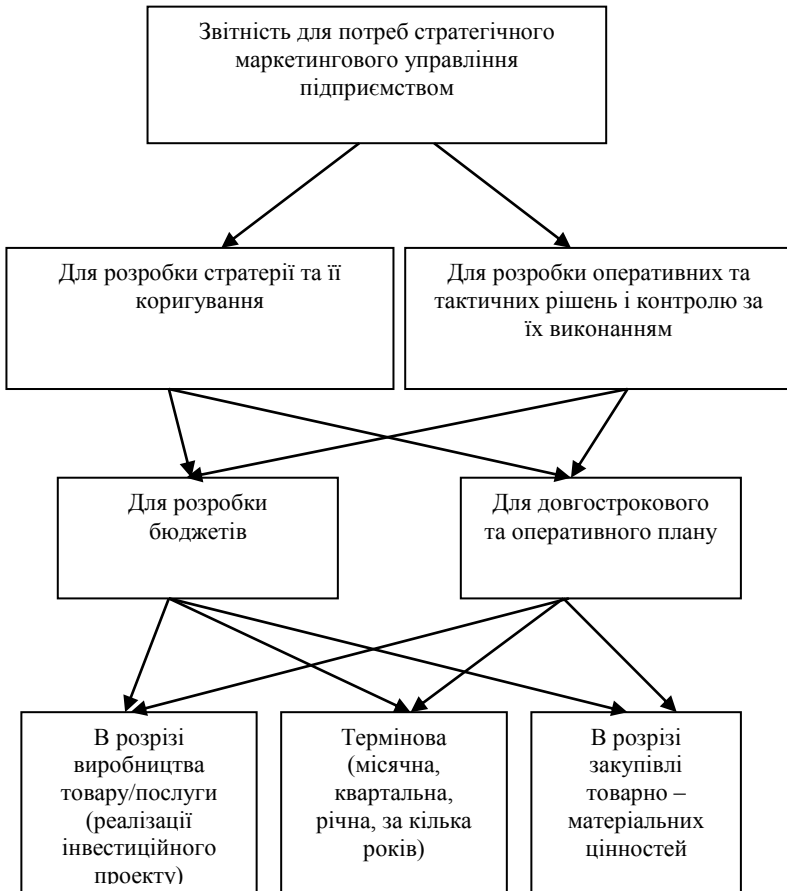 Звітність для потреб стратегічного
маркетингового управління
підприємством
Для розробки стратерії та її
коригування
Для розробки оперативних та
тактичних рішень і контролю за
їх виконанням
Для розробки
бюджетів
Для довгострокового
та оперативного плану
В розрізі
виробництва
товару/послуги
(реалізації
інвестиційного
проекту)
Термінова
(місячна,
квартальна,
річна, за кілька
років)
В розрізі
закупівлі
товарно –
матеріальних
цінностей